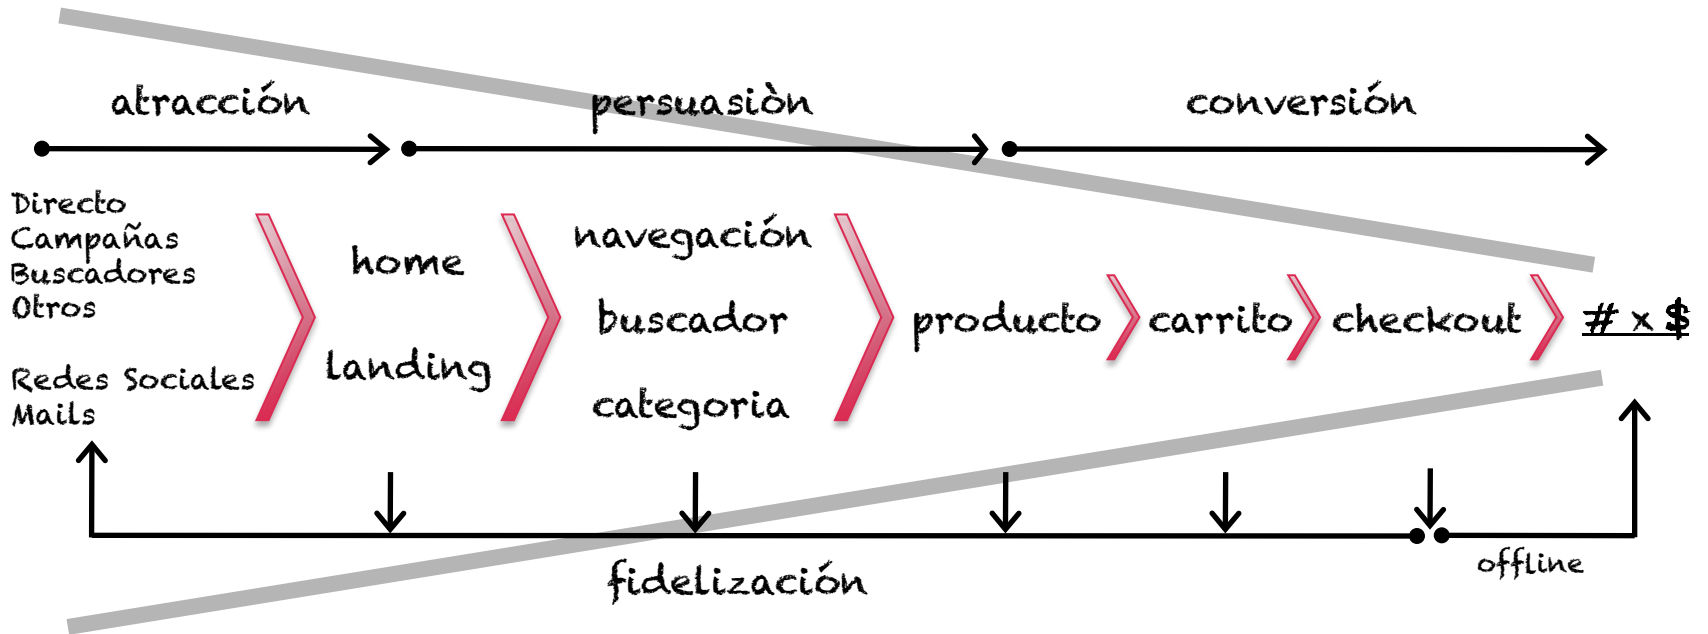 atracción
persuasiòn
conversión
Directo
Campañas
Buscadores
Otros
Redes Sociales
Mails
home
landing
navegación
buscador
categoria
producto
carrito
checkout
# x $
fidelización
offline